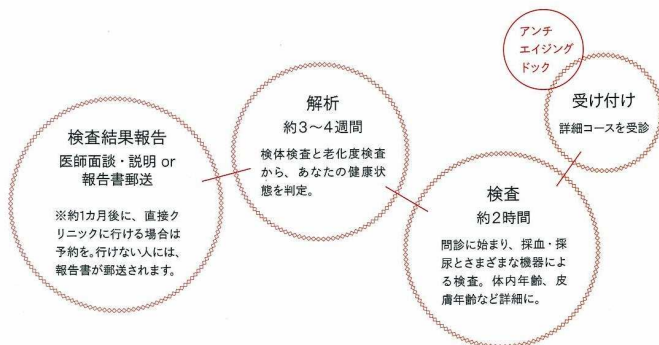 アンチ
エイジング
ドック
受け付け
詳細コースを受診
検査
約2時間
問診に始まり、採血・採
尿とさまざまな機器によ
る検査。体内年齢、皮
膚年齢など詳細に。
解析
約3〜4週間
検体検査と老化度検査
から、あなたの健康状
態を判定。
検査結果報告
医師面談・説明 or
報告書郵送
※約1カ月後に、直接ク
リニックに行ける場合は
予約を。行けない人には、
報告書が郵送されます。